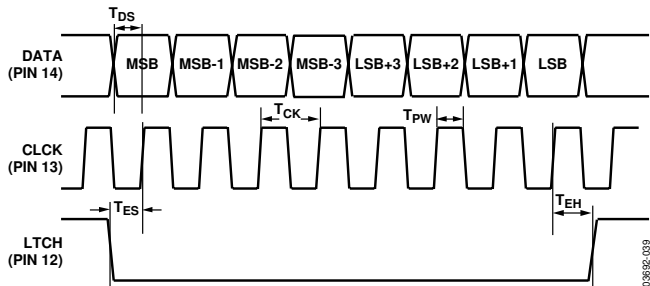 TDS
DATA
(PIN 14)
MSB MSB-1 MSB-2 MSB-3 LSB+3 LSB+2 LSB+1 LSB
TCK TPW
CLCK
(PIN 13)
TES TEH
LTCH
(PIN 12)
03692-039